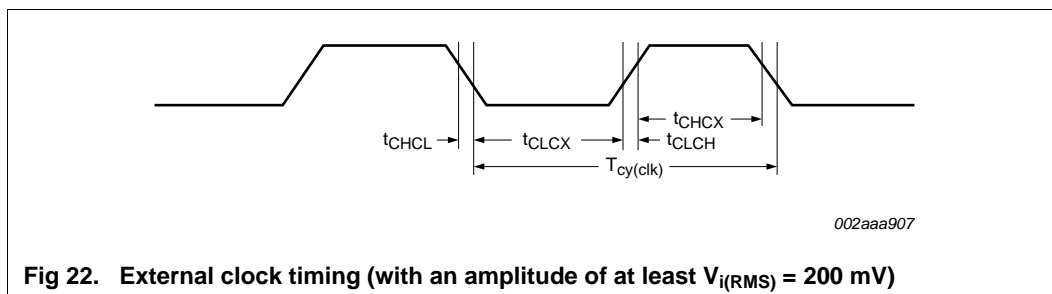 tCHCX
tCHCL tCLCX tCLCH
Tcy(clk)
002aaa907
Fig 22. External clock timing (with an amplitude of at least Vi(RMS) = 200 mV)